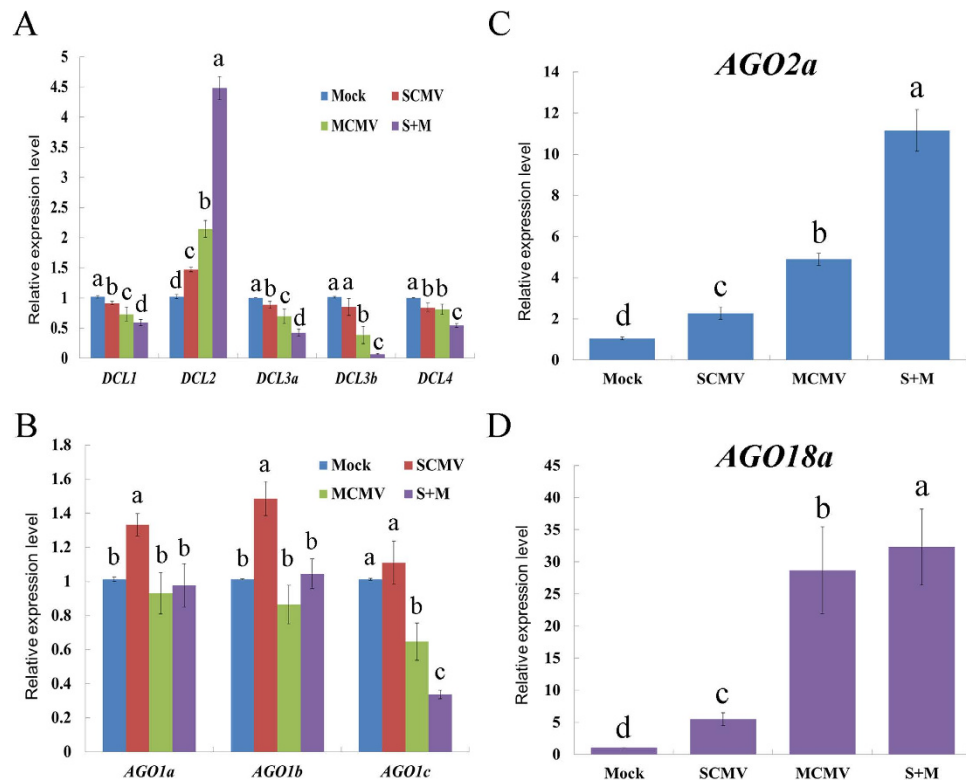 A
Relative expression level
5
4.5
4
3.5
3
2.5
2
1.5
1
0.5
0
Mock SCMV
MCMV S+M
a b c d
d c b a
a b c d
a a b c
a b b c
DCL1 DCL2 DCL3a DCL3b DCL4
B
Relative expression level
1.8
1.6
1.4
1.2
1
0.8
0.6
0.4
0.2
0
Mock SCMV
MCMV S+M
b a b b
b a b b
a a b c
AGO1a AGO1b AGO1c
C
AGO2a
Relative expression level
14
12
10
8
6
4
2
0
d c b a
Mock SCMV MCMV S+M
D
AGO18a
Relative expression level
45
40
35
30
25
20
15
10
5
0
d c b a
Mock SCMV MCMV S+M